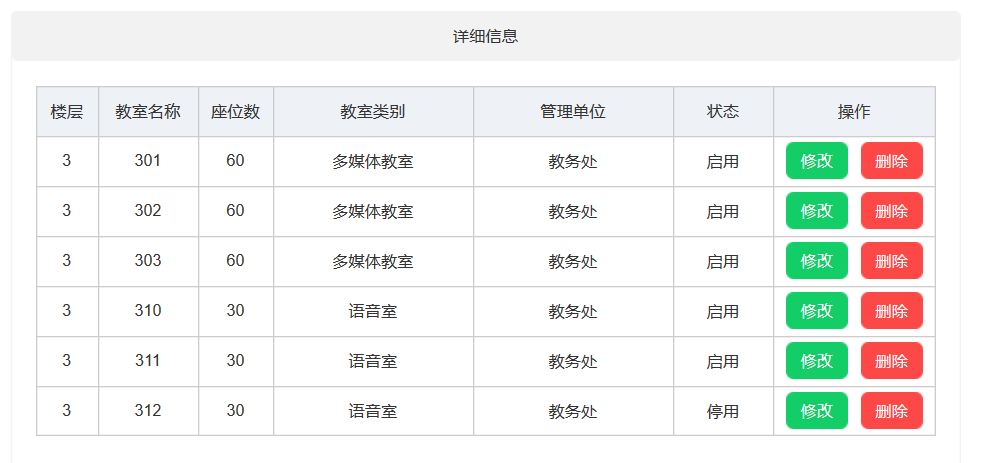 详细信息
楼层 教室名称 座位数 教室类别 管理单位 状态 操作
3 301 60 多媒体教室 教务处 启用 修改 删除
3 302 60 多媒体教室 教务处 启用 修改 删除
3 303 60 多媒体教室 教务处 启用 修改 删除
3 310 30 语音室 教务处 启用 修改 删除
3 311 30 语音室 教务处 启用 修改 删除
3 312 30 语音室 教务处 停用 修改 删除